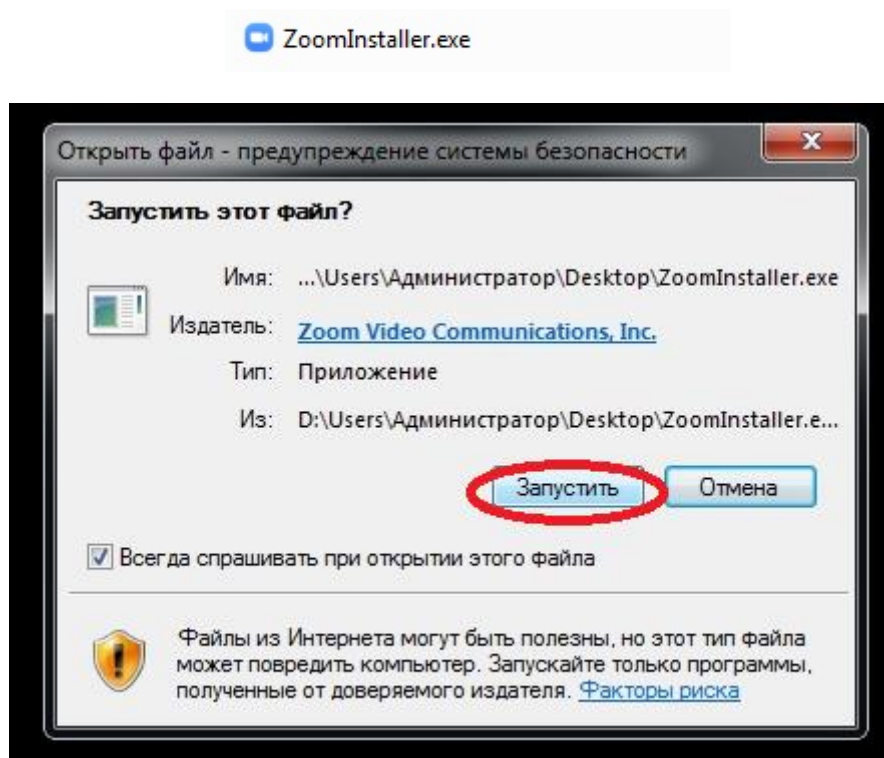 ZoomInstaller.exe
Открыть файл - предупреждение системы безопасности
Запустить этот файл?
Имя: ...\Users\Администратор\Desktop\ZoomInstaller.exe
Издатель: Zoom Video Communications, Inc.
Тип: Приложение
Из: D:\Users\Администратор\Desktop\ZoomInstaller.e...
Запустить Отмена
Всегда спрашивать при открытии этого файла
Файлы из Интернета могут быть полезны, но этот тип файла
может повредить компьютер. Запускайте только программы,
полученные от доверяемого издателя. Факторы риска